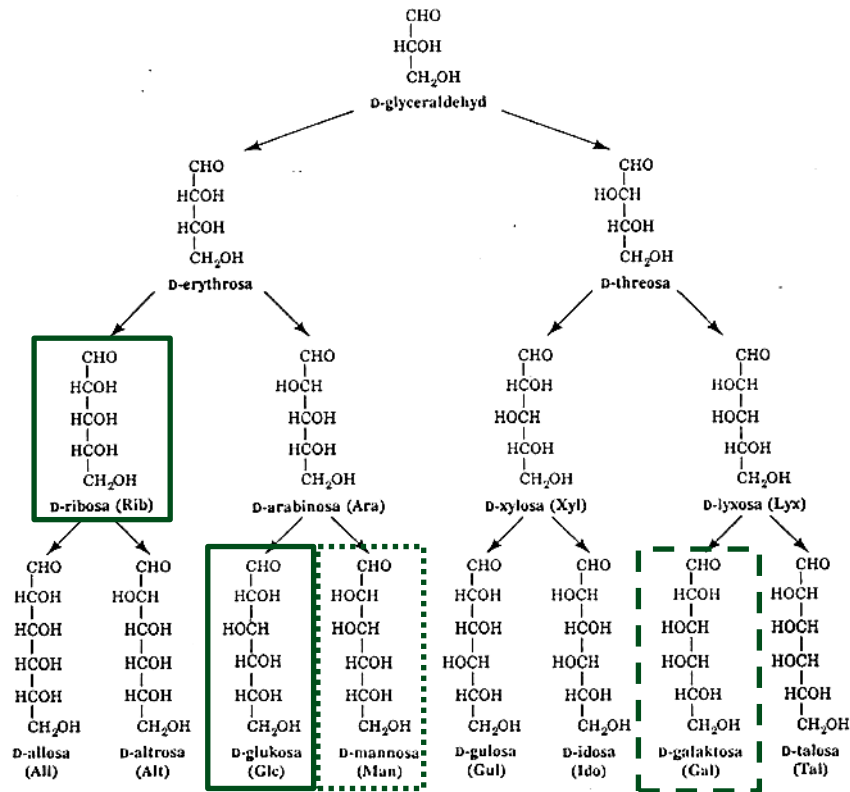 CHO
HCOH
CH₂OH
D-glyceraldehyd
CHO
HCOH
HCOH
CH₂OH
D-erythrosa
CHO
HOCH
HCOH
CH₂OH
D-threosa
CHO
HCOH
HCOH
HCOH
CH₂OH
D-ribosa (Rib)
CHO
HOCH
HCOH
HCOH
CH₂OH
D-arabinosa (Ara)
CHO
HCOH
HOCH
HCOH
CH₂OH
D-xylosa (Xyl)
CHO
HOCH
HOCH
HCOH
CH₂OH
D-lyxosa (Lyx)
CHO
HCOH
HCOH
HCOH
HCOH
CH₂OH
D-allosa
(All)
CHO
HOCH
HCOH
HCOH
HCOH
CH₂OH
D-altrosa
(Alt)
CHO
HCOH
HOCH
HCOH
HCOH
CH₂OH
D-glukosa
(Glc)
CHO
HOCH
HOCH
HCOH
HCOH
CH₂OH
D-mannosa
(Man)
CHO
HCOH
HCOH
HOCH
HCOH
CH₂OH
D-gulosa
(Gul)
CHO
HOCH
HCOH
HOCH
HCOH
CH₂OH
D-idosa
(Ido)
CHO
HCOH
HOCH
HOCH
HCOH
CH₂OH
D-galaktosa
(Gal)
CHO
HOCH
HOCH
HOCH
HCOH
CH₂OH
D-talosa
(Tal)